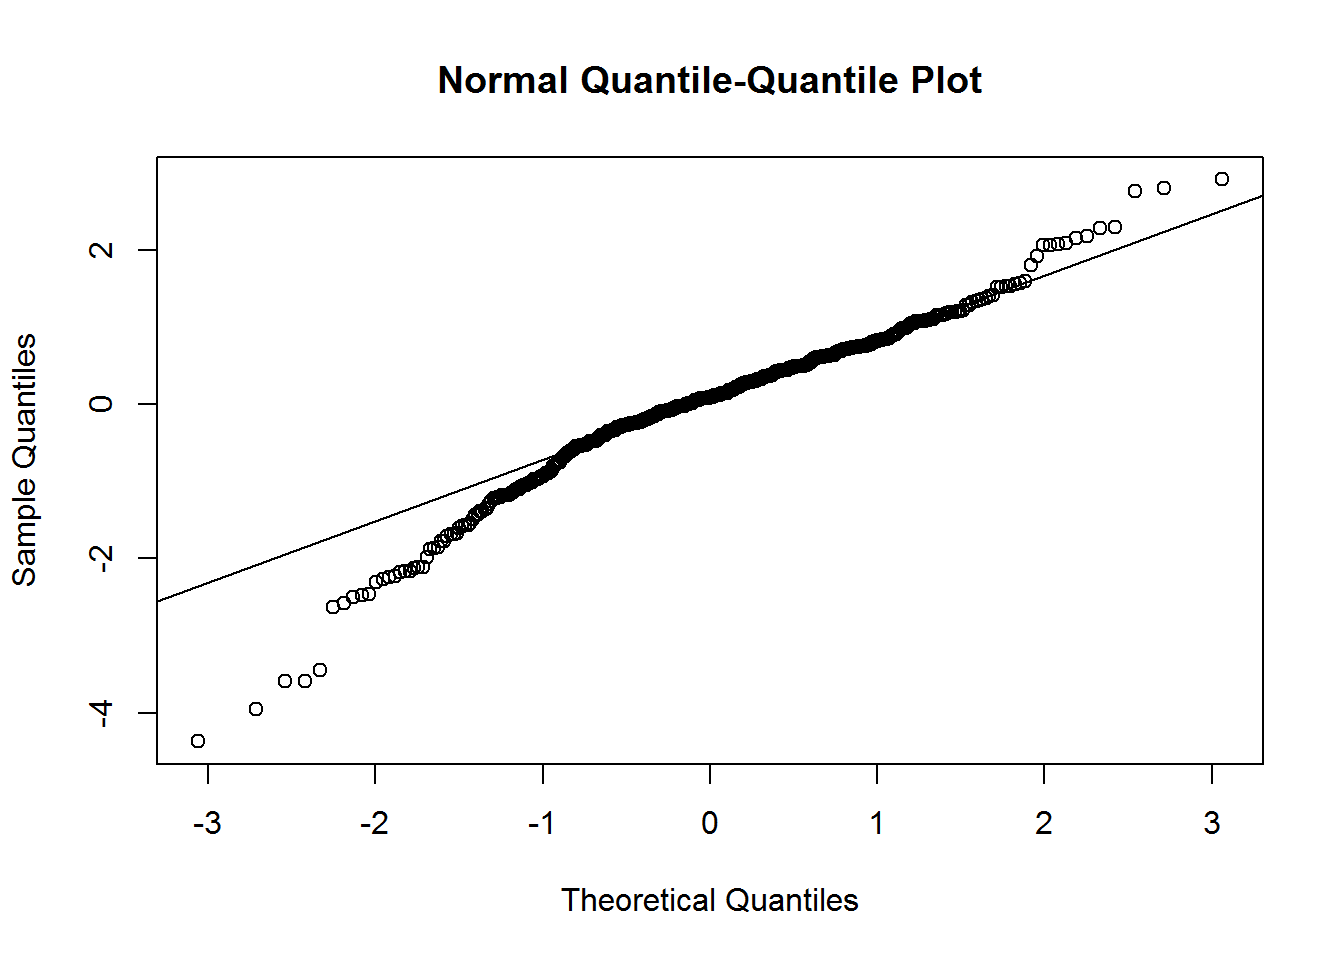 Normal Quantile-Quantile Plot
Sample Quantiles
2
0
-2
-4
-3 -2 -1 0 1 2 3
Theoretical Quantiles